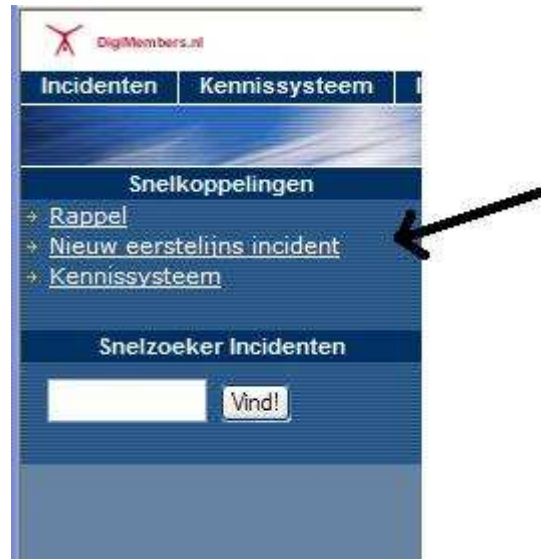 DigiMembers.nl
Incidenten Kennissysteem
Snelkoppelingen
Rappel
Nieuw eerstelijns incident
Kennissysteem
Snelzoeker Incidenten
Vind!